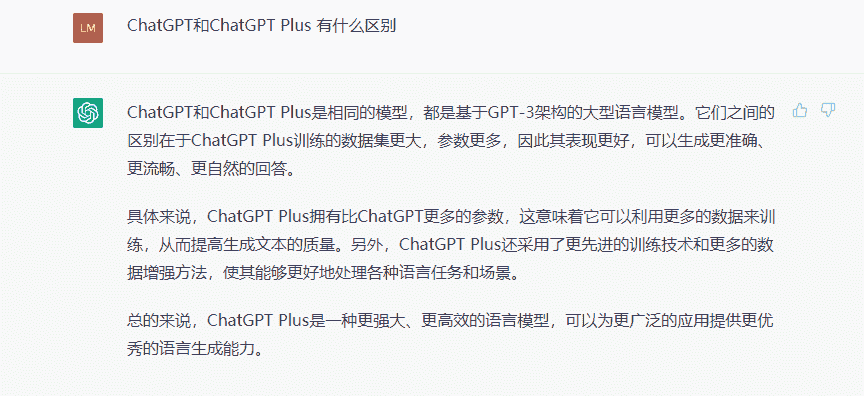 LM
ChatGPT和ChatGPT Plus 有什么区别
ChatGPT和ChatGPT Plus是相同的模型，都是基于GPT-3架构的大型语言模型。它们之间的
区别在于ChatGPT Plus训练的数据集更大，参数更多，因此其表现更好，可以生成更准确、
更流畅、更自然的回答。
具体来说，ChatGPT Plus拥有比ChatGPT更多的参数，这意味着它可以利用更多的数据来训
练，从而提高生成文本的质量。另外，ChatGPT Plus还采用了更先进的训练技术和更多的数
据增强方法，使其能够更好地处理各种语言任务和场景。
总的来说，ChatGPT Plus是一种更强大、更高效的语言模型，可以为更广泛的应用提供更优
秀的语言生成能力。